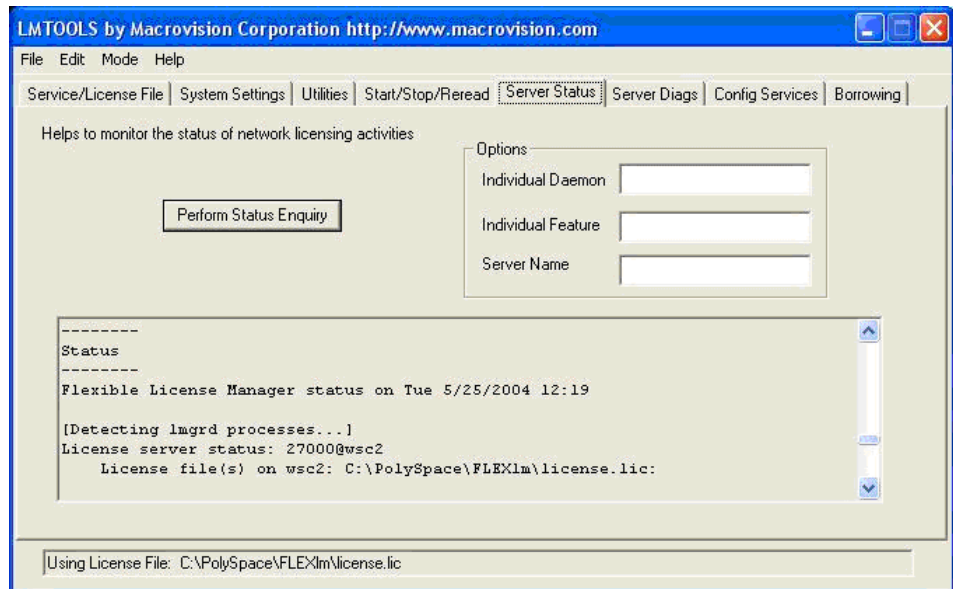 LMTOOLS by Macrovision Corporation http://www.macrovision.com
File Edit Mode Help
Service/License File System Settings Utilities Start/Stop/Reread Server Status Server Diags Config Services Borrowing
Helps to monitor the status of network licensing activities
Options
Individual Daemon
Perform Status Enquiry
Individual Feature
Server Name
--------
Status
--------
Flexible License Manager status on Tue 5/25/2004 12:19
[Detecting lmgrd processes...]
License server status: 27000@wsc2
License file(s) on wsc2: C:\PolySpace\FLEXlm\license.lic:
Using License File: C:\PolySpace\FLEXlm\license.lic